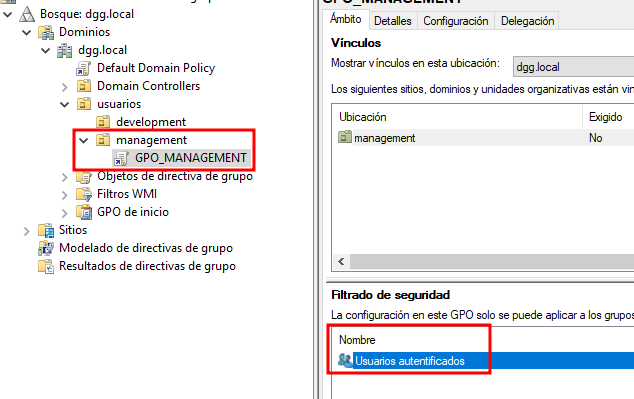 Bosque: dgg.local
Dominios
dgg.local
Default Domain Policy
Domain Controllers
usuarios
development
management
GPO_MANAGEMENT
Objetos de directiva de grupo
Filtros WMI
GPO de inicio
Sitios
Modelado de directivas de grupo
Resultados de directivas de grupo
GPO_MANAGEMENT
Ámbito Detalles Configuración Delegación
Vínculos
Mostrar vínculos en esta ubicación: dgg.local
Los siguientes sitios, dominios y unidades organizativas están vin
Ubicación Exigido
management No
Filtrado de seguridad
La configuración en este GPO solo se puede aplicar a los grupos
Nombre
Usuarios autentificados